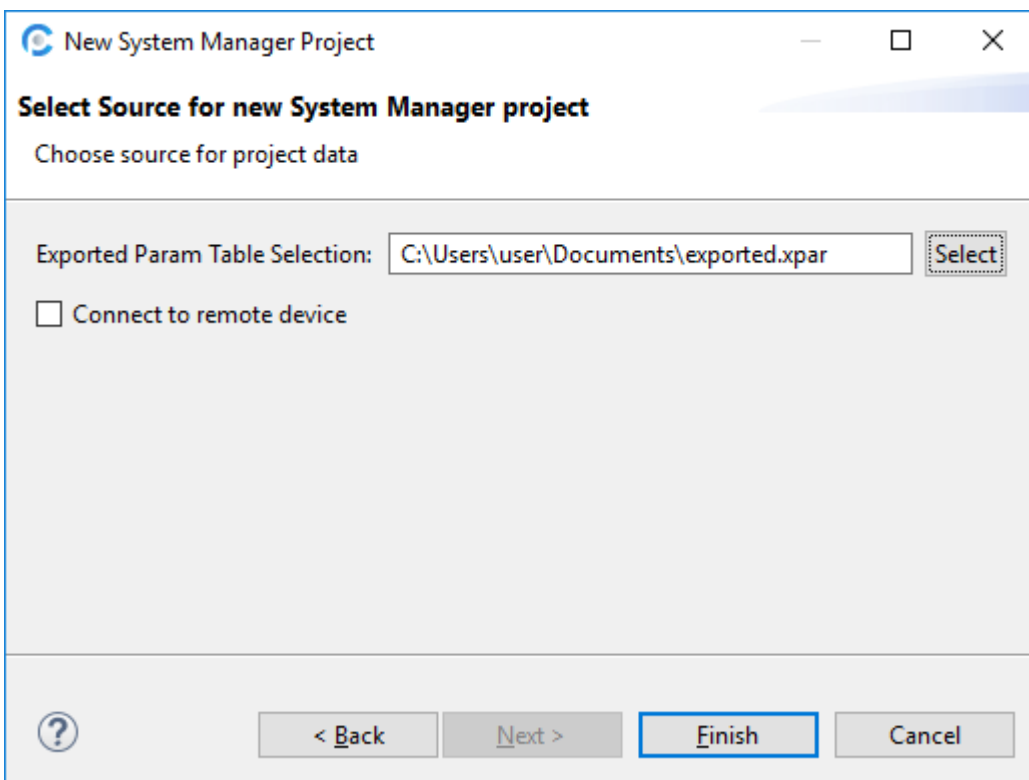 New System Manager Project
Select Source for new System Manager project
Choose source for project data
Exported Param Table Selection: C:\Users\user\Documents\exported.xpar Select
Connect to remote device
? < Back Next > Finish Cancel